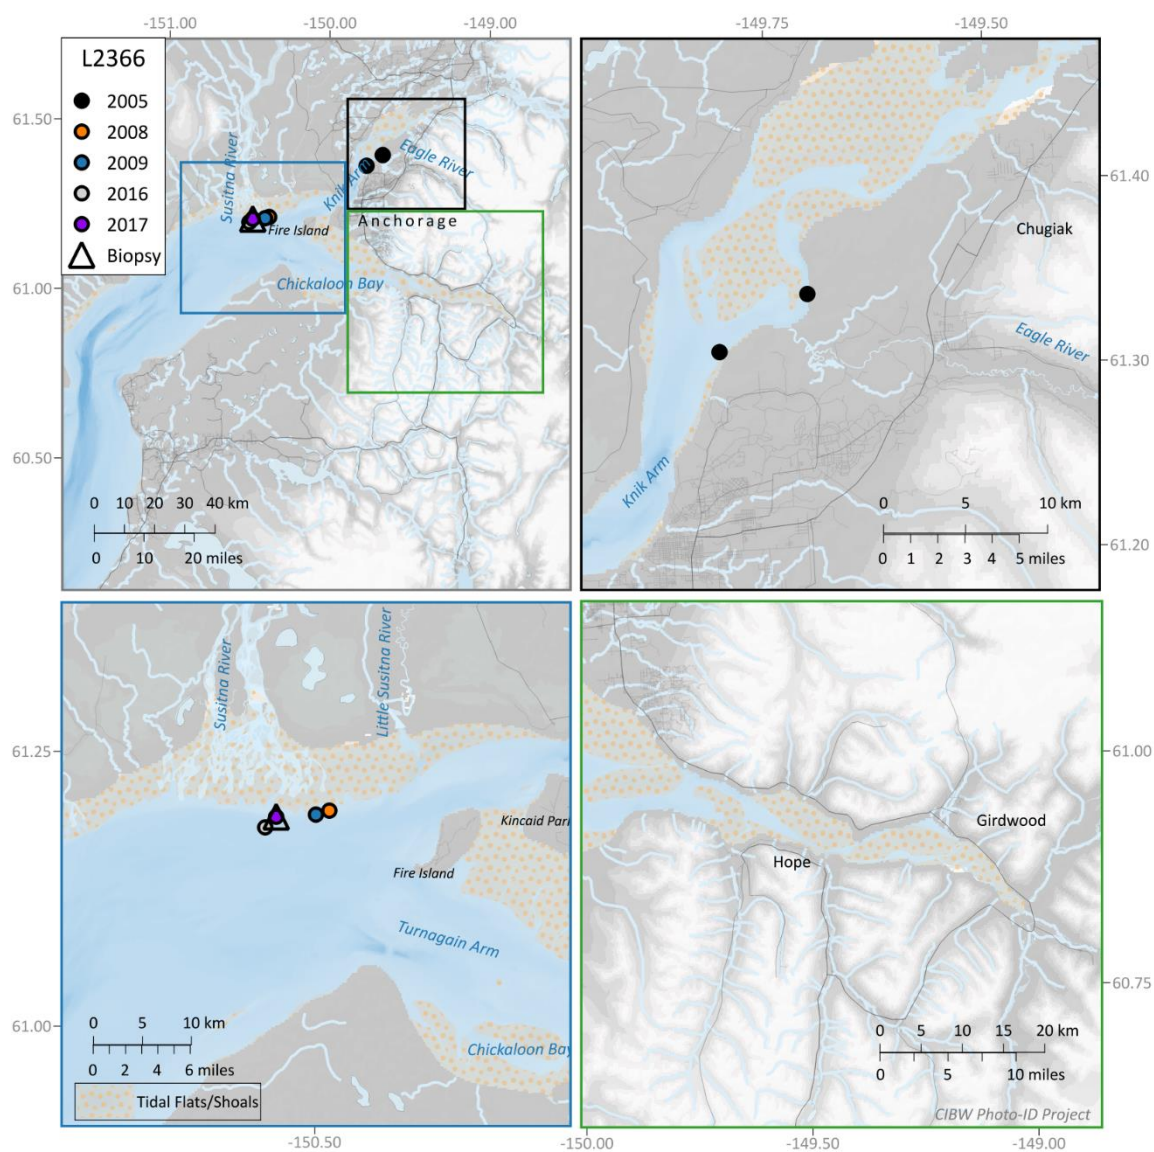 -151.00
-150.00
-149.00
-149.75
-149.50
L2366
2005
2008
2009
2016
2017
Biopsy
61.50
61.00
60.50
Susitna River
Knik Arm
Eagle River
Anchorage
Fire Island
Chickaloon Bay
0 10 20 30 40 km
0 10 20 miles
61.40
61.30
61.20
Chugiak
Eagle River
Knik Arm
0 5 10 km
0 1 2 3 4 5 miles
Susitna River
Little Susitna River
61.25
61.00
Kincaid Park
Fire Island
Turnagain Arm
Chickaloon Bay
0 5 10 km
0 2 4 6 miles
Tidal Flats/Shoals
-150.50
61.00
60.75
Girdwood
Hope
0 5 10 15 20 km
0 5 10 miles
CIBW Photo-ID Project
-150.00
-149.50
-149.00